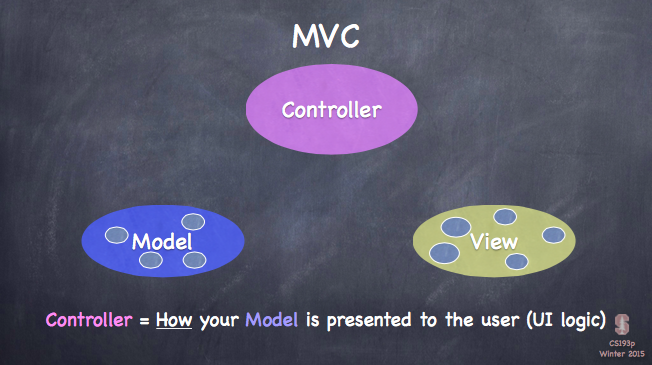 MVC
Controller
Model
View
Controller = How your Model is presented to the user (UI logic)
CS193p
Winter 2015